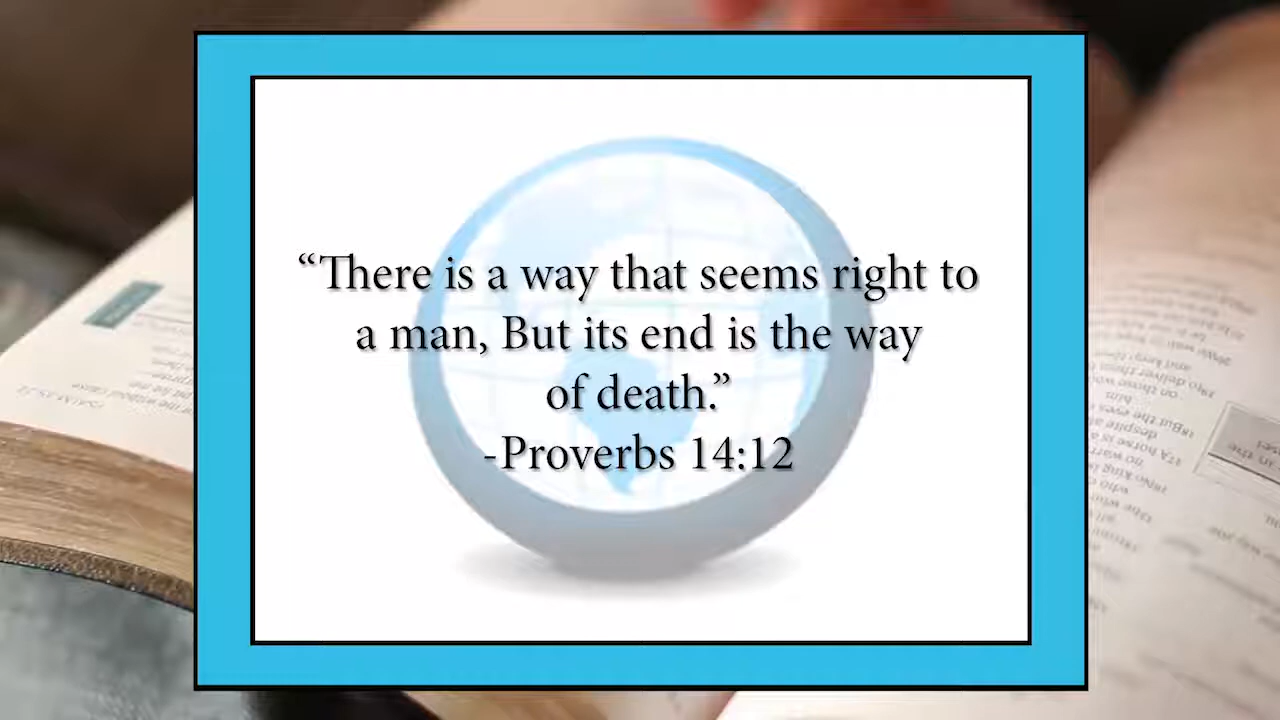 “There is a way that seems right to
a man, But its end is the way
of death.”
-Proverbs 14:12